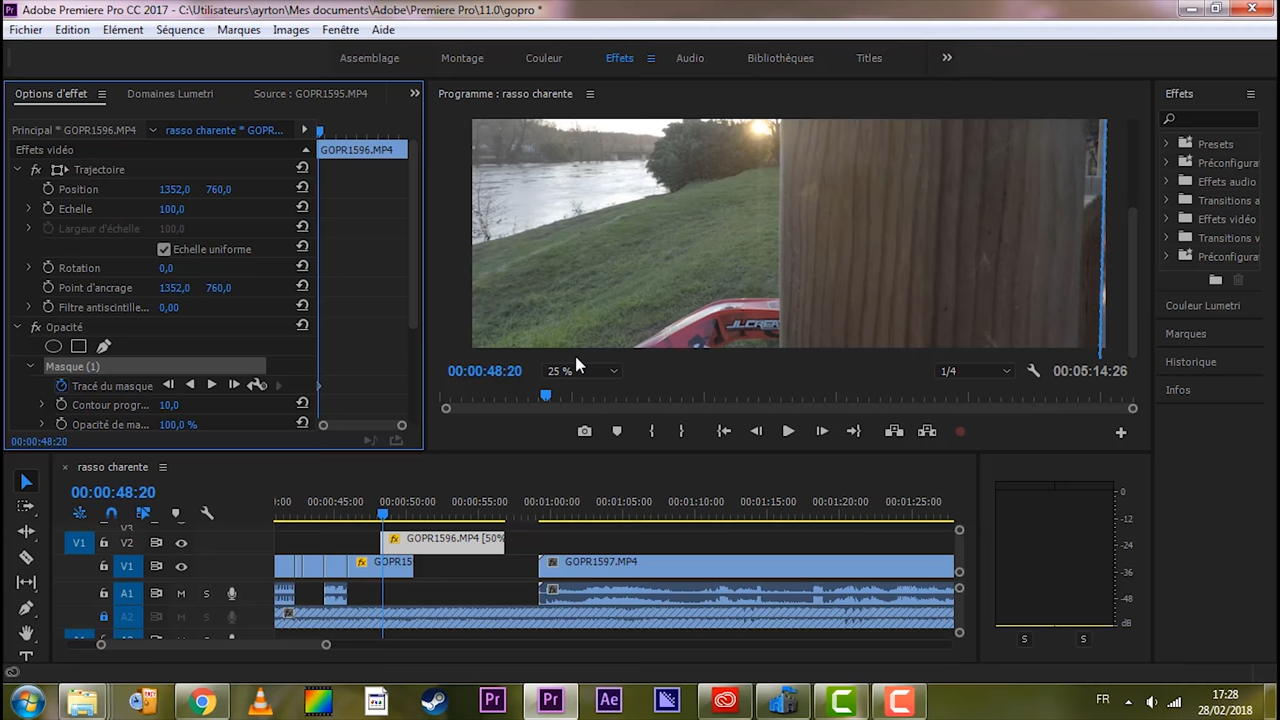 Adobe Premiere Pro CC 2017 - C:\Utilisateurs\ayrton\Mes documents\Adobe\Premiere Pro\11.0\gopro *
Fichier Edition Elément Séquence Marques Images Fenêtre Aide
Assemblage Montage Couleur Effets Audio Bibliothèques Titles
Options d'effet Domaines Lumetri Source : GOPR1595.MP4
Programme : rasso charente
Effets
Principal * GOPR1596.MP4 rasso charente * GOPR...
Effets vidéo GOPR1596.MP4
Trajectoire
Position 1352,0 760,0
Echelle 100,0
Largeur d'échelle 100,0
Echelle uniforme
Rotation 0,0
Point d'ancrage 1352,0 760,0
Filtre antiscintille... 0,00
Opacité
Masque (1)
Tracé du masque
Contour progr... 10,0
Opacité de ma... 100,0 %
00:00:48:20
JLCREA
00:00:48:20 25 % 1/4 00:05:14:26
Presets
Préconfigura
Effets audio
Transitions a
Effets vidéo
Transitions v
Préconfigura
Couleur Lumetri
Marques
Historique
Infos
rasso charente
00:00:48:20
0:00 00:00:45:00 00:00:50:00 00:00:55:00 00:01:00:00 00:01:05:00 00:01:10:00 00:01:15:00 00:01:20:00 00:01:25:00
V3
V1 V2 fx GOPR1596.MP4 [50%
V1 fx GOPR15 fx GOPR1597.MP4
A1 M S
A2 M S
0
-12
-24
-36
-48
dB
S S
FR 17:28
28/02/2018